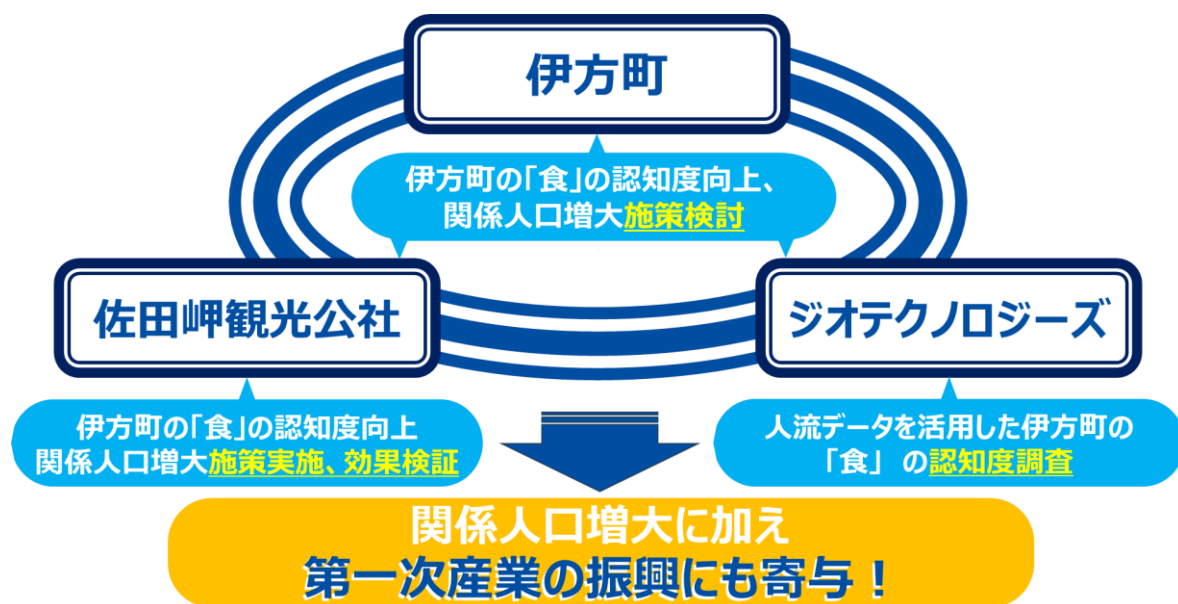 伊方町
伊方町の「食」の認知度向上、
関係人口増大施策検討
佐田岬観光公社
ジオテクノロジーズ
伊方町の「食」の認知度向上
関係人口増大施策実施、効果検証
人流データを活用した伊方町の
「食」の認知度調査
関係人口増大に加え
第一次産業の振興にも寄与！